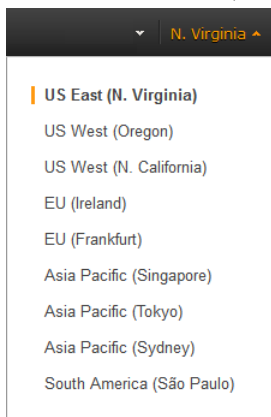 N. Virginia
US East (N. Virginia)
US West (Oregon)
US West (N. California)
EU (Ireland)
EU (Frankfurt)
Asia Pacific (Singapore)
Asia Pacific (Tokyo)
Asia Pacific (Sydney)
South America (São Paulo)